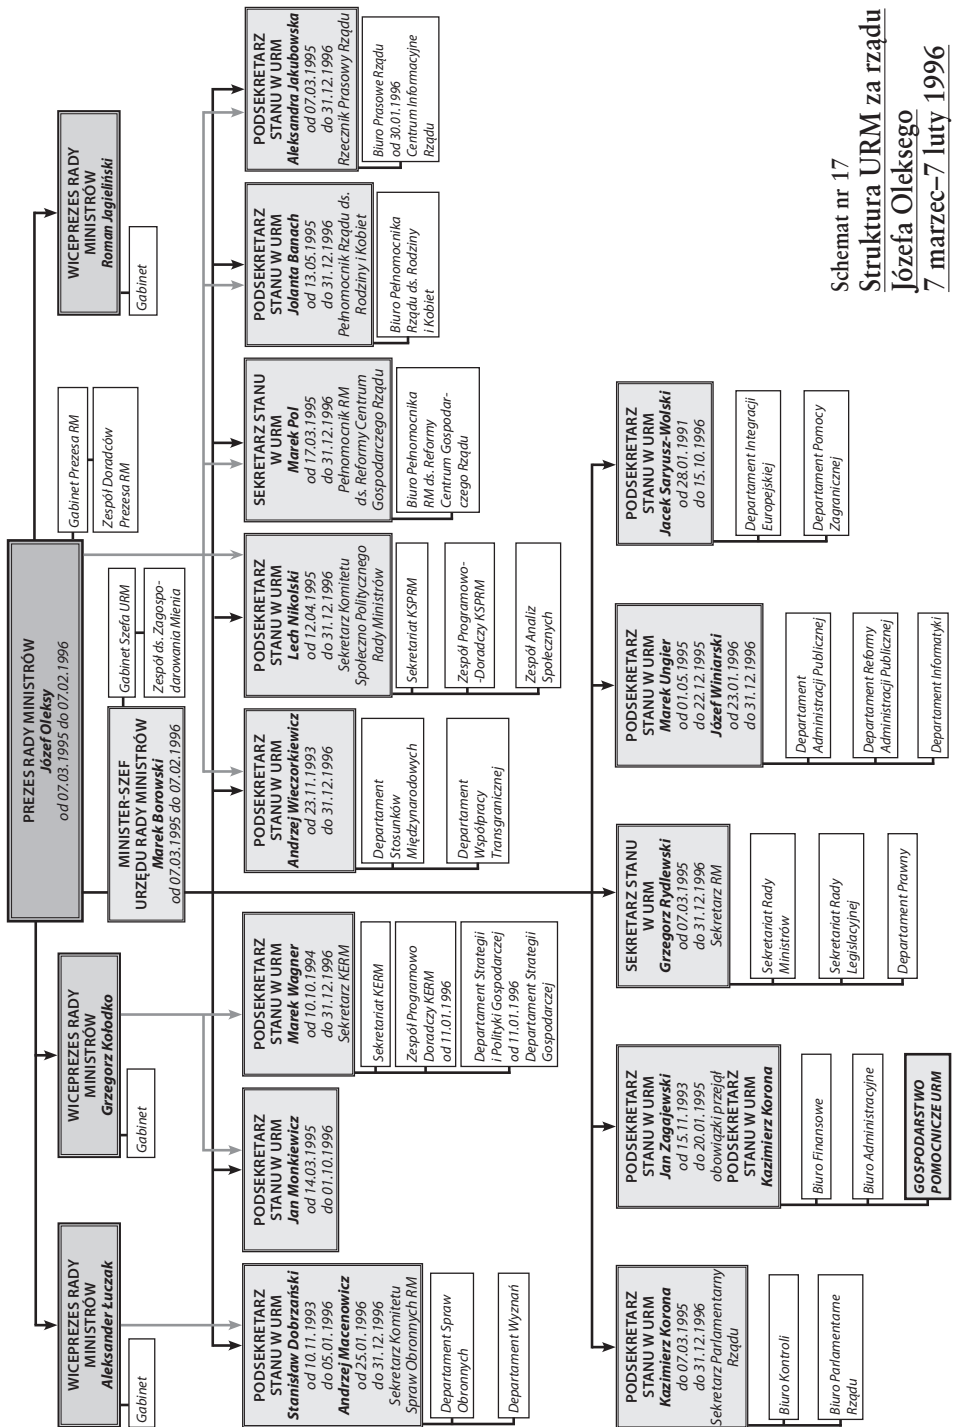 PREZES RADY MINISTRÓW
Józef Oleksy
od 07.03.1995 do 07.02.1996
Gabinet Prezesa RM
Zespół Doradców
Prezesa RM
MINISTER-SZEF
URZĘDU RADY MINISTRÓW
Marek Borowski
od 07.03.1995 do 07.02.1996
Gabinet Szefa URM
Zespół ds. Zagospo-
darowania Mienia
WICEPREZES RADY
MINISTRÓW
Aleksander Łuczak
Gabinet
WICEPREZES RADY
MINISTRÓW
Grzegorz Kołodko
Gabinet
WICEPREZES RADY
MINISTRÓW
Roman Jagieliński
Gabinet
PODSEKRETARZ
STANU W URM
Stanisław Dobrzański
od 10.11.1993
do 05.01.1996
Andrzej Macenowicz
od 25.01.1996
do 31.12.1996
Sekretarz Komitetu
Spraw Obronnych RM
Departament Spraw
Obronnych
Departament Wyznań
PODSEKRETARZ
STANU W URM
Jan Monkiewicz
od 14.03.1995
do 01.10.1996
PODSEKRETARZ
STANU W URM
Marek Wagner
od 10.10.1994
do 31.12.1996
Sekretarz KERM
Sekretariat KERM
Zespół Programowo
Doradczy KERM
od 11.01.1996
Departament Strategii
i Polityki Gospodarczej
od 11.01.1996
Departament Strategii
Gospodarczej
PODSEKRETARZ
STANU W URM
Andrzej Wieczorkiewicz
od 23.11.1993
do 31.12.1996
Departament
Stosunków
Międzynarodowych
Departament
Współpracy
Transgranicznej
PODSEKRETARZ
STANU W URM
Lech Nikolski
od 12.04.1995
do 31.12.1996
Sekretarz Komitetu
Społeczno Politycznego
Rady Ministrów
Sekretariat KSPRM
Zespół Programowo-
-Doradczy KSPRM
Zespół Analiz
Społecznych
SEKRETARZ STANU
W URM
Marek Pol
od 17.03.1995
do 31.12.1996
Pełnomocnik RM
ds. Reformy Centrum
Gospodarczego Rządu
Biuro Pełnomocnika
RM ds. Reformy
Centrum Gospodar-
czego Rządu
PODSEKRETARZ
STANU W URM
Jolanta Banach
od 13.05.1995
do 31.12.1996
Pełnomocnik Rządu ds.
Rodziny i Kobiet
Biuro Pełnomocnika
Rządu ds. Rodziny
i Kobiet
PODSEKRETARZ
STANU W URM
Aleksandra Jakubowska
od 07.03.1995
do 31.12.1996
Rzecznik Prasowy Rządu
Biuro Prasowe Rządu
od 30.01.1996
Centrum Informacyjne
Rządu
PODSEKRETARZ
STANU W URM
Kazimierz Korona
do 07.03.1995
do 31.12.1996
Sekretarz Parlamentarny
Rządu
Biuro Kontroli
Biuro Parlamentarne
Rządu
PODSEKRETARZ
STANU W URM
Jan Zagajewski
od 15.11.1993
do 20.01.1995
obowiązki przejął
PODSEKRETARZ
STANU W URM
Kazimierz Korona
Biuro Finansowe
Biuro Administracyjne
GOSPODARSTWO
POMOCNICZE URM
SEKRETARZ STANU
W URM
Grzegorz Rydlewski
od 07.03.1995
do 31.12.1996
Sekretarz RM
Sekretariat Rady
Ministrów
Sekretariat Rady
Legislacyjnej
Departament Prawny
PODSEKRETARZ
STANU W URM
Marek Ungier
od 01.05.1995
do 22.12.1995
Józef Winiarski
od 23.01.1996
do 31.12.1996
Departament
Administracji Publicznej
Departament Reformy
Administracji Publicznej
Departament Informatyki
PODSEKRETARZ
STANU W URM
Jacek Saryusz-Wolski
od 28.01.1991
do 15.10.1996
Departament Integracji
Europejskiej
Departament Pomocy
Zagranicznej
Schemat nr 17
Struktura URM za rządu
Józefa Oleksego
7 marzec–7 luty 1996